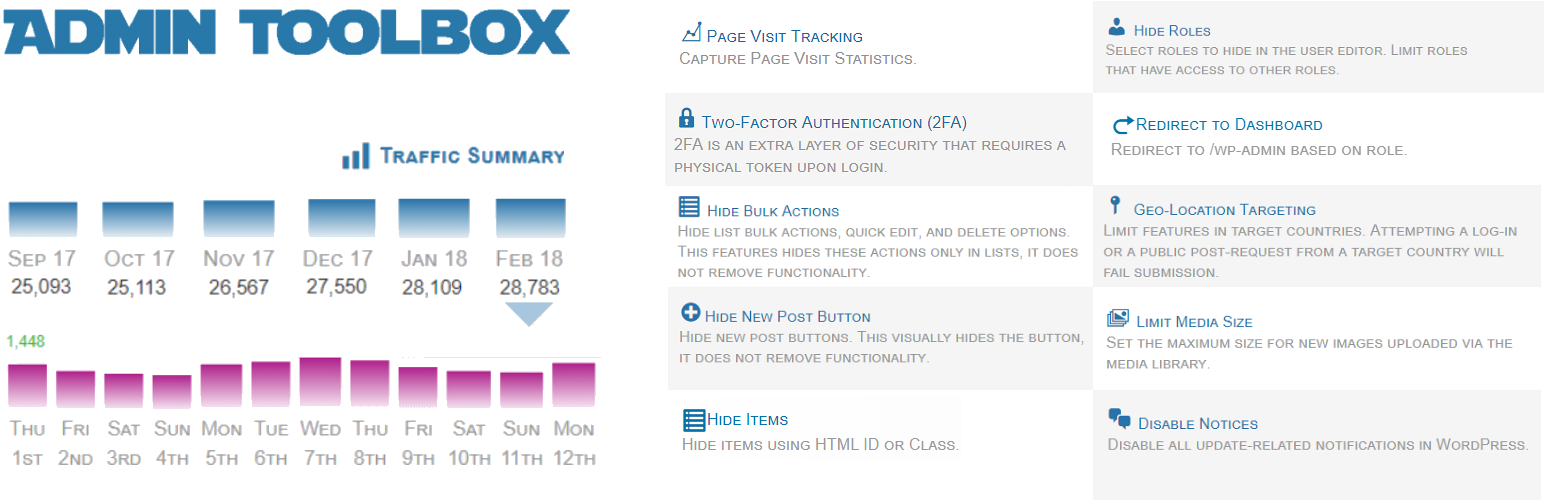 ADMIN TOOLBOX
TRAFFIC SUMMARY
SEP 17 OCT 17 NOV 17 DEC 17 JAN 18 FEB 18
25,093 25,113 26,567 27,550 28,109 28,783
1,448
THU FRI SAT SUN MON TUE WED THU FRI SAT SUN MON
1ST 2ND 3RD 4TH 5TH 6TH 7TH 8TH 9TH 10TH 11TH 12TH
PAGE VISIT TRACKING
CAPTURE PAGE VISIT STATISTICS.
TWO-FACTOR AUTHENTICATION (2FA)
2FA IS AN EXTRA LAYER OF SECURITY THAT REQUIRES A
PHYSICAL TOKEN UPON LOGIN.
HIDE BULK ACTIONS
HIDE LIST BULK ACTIONS, QUICK EDIT, AND DELETE OPTIONS.
THIS FEATURES HIDES THESE ACTIONS ONLY IN LISTS, IT DOES
NOT REMOVE FUNCTIONALITY.
HIDE NEW POST BUTTON
HIDE NEW POST BUTTONS. THIS VISUALLY HIDES THE BUTTON,
IT DOES NOT REMOVE FUNCTIONALITY.
HIDE ITEMS
HIDE ITEMS USING HTML ID OR CLASS.
HIDE ROLES
SELECT ROLES TO HIDE IN THE USER EDITOR. LIMIT ROLES
THAT HAVE ACCESS TO OTHER ROLES.
REDIRECT TO DASHBOARD
REDIRECT TO /WP-ADMIN BASED ON ROLE.
GEO-LOCATION TARGETING
LIMIT FEATURES IN TARGET COUNTRIES. ATTEMPTING A LOG-IN
OR A PUBLIC POST-REQUEST FROM A TARGET COUNTRY WILL
FAIL SUBMISSION.
LIMIT MEDIA SIZE
SET THE MAXIMUM SIZE FOR NEW IMAGES UPLOADED VIA THE
MEDIA LIBRARY.
DISABLE NOTICES
DISABLE ALL UPDATE-RELATED NOTIFICATIONS IN WORDPRESS.